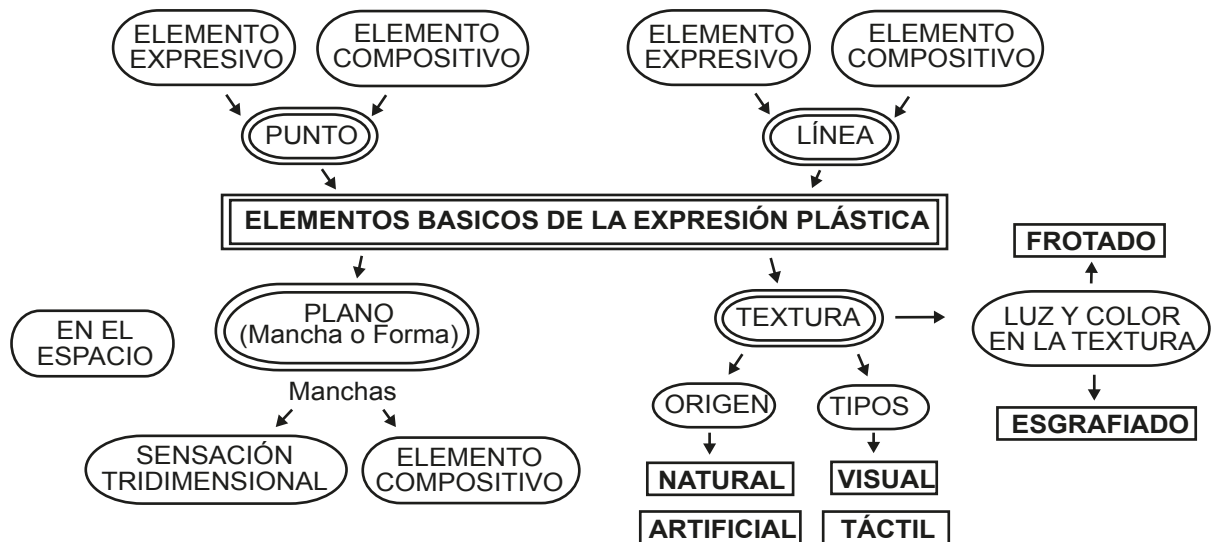 ELEMENTO
EXPRESIVO
ELEMENTO
COMPOSITIVO
ELEMENTO
EXPRESIVO
ELEMENTO
COMPOSITIVO
PUNTO
LÍNEA
ELEMENTOS BASICOS DE LA EXPRESIÓN PLÁSTICA
FROTADO
EN EL
ESPACIO
PLANO
(Mancha o Forma)
TEXTURA
LUZ Y COLOR
EN LA TEXTURA
Manchas
ORIGEN
TIPOS
ESGRAFIADO
SENSACIÓN
TRIDIMENSIONAL
ELEMENTO
COMPOSITIVO
NATURAL
VISUAL
ARTIFICIAL
TÁCTIL